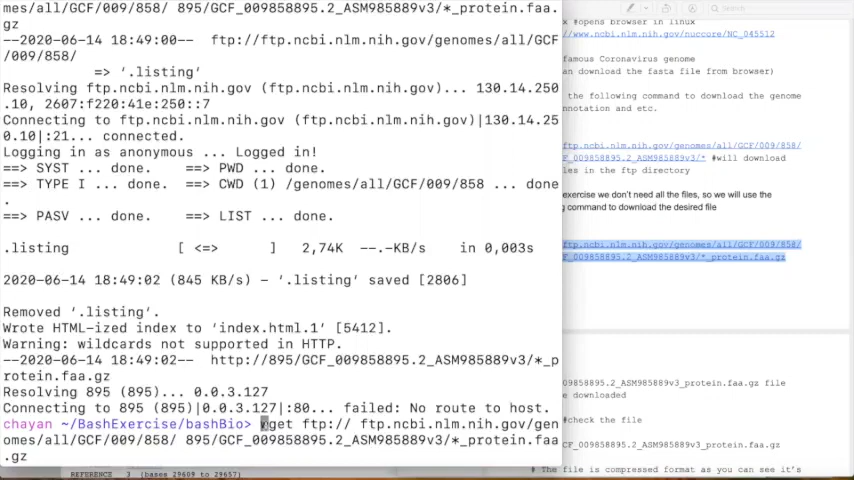 mes/all/GCF/009/858/ 895/GCF_009858895.2_ASM985889v3/*_protein.faa.
gz
--2020-06-14 18:49:00--  ftp://ftp.ncbi.nlm.nih.gov/genomes/all/GCF
/009/858/
           => ‘.listing’
Resolving ftp.ncbi.nlm.nih.gov (ftp.ncbi.nlm.nih.gov)... 130.14.250
.10, 2607:f220:41e:250::7
Connecting to ftp.ncbi.nlm.nih.gov (ftp.ncbi.nlm.nih.gov)|130.14.25
0.10|:21... connected.
Logging in as anonymous ... Logged in!
==> SYST ... done.    ==> PWD ... done.
==> TYPE I ... done.  ==> CWD (1) /genomes/all/GCF/009/858 ... done
.
==> PASV ... done.    ==> LIST ... done.
.listing              [ <=>        ]   2,74K  --.-KB/s    in 0,003s
2020-06-14 18:49:02 (845 KB/s) - ‘.listing’ saved [2806]
Removed ‘.listing’.
Wrote HTML-ized index to ‘index.html.1’ [5412].
Warning: wildcards not supported in HTTP.
--2020-06-14 18:49:02--  http://895/GCF_009858895.2_ASM985889v3/*_p
rotein.faa.gz
Resolving 895 (895)... 0.0.3.127
Connecting to 895 (895)|0.0.3.127|:80... failed: No route to host.
chayan ~/BashExercise/bashBio> wget ftp:// ftp.ncbi.nlm.nih.gov/gen
omes/all/GCF/009/858/ 895/GCF_009858895.2_ASM985889v3/*_protein.faa
.gz
Search
#opens browser in linux
//www.ncbi.nlm.nih.gov/nuccore/NC_045512
famous Coronavirus genome
an download the fasta file from browser)
the following command to download the genome
nnotation and etc.
ftp.ncbi.nlm.nih.gov/genomes/all/GCF/009/858/
F_009858895.2_ASM985889v3/* #will download
les in the ftp directory
exercise we don't need all the files, so we will use the
g command to download the desired file
ftp.ncbi.nlm.nih.gov/genomes/all/GCF/009/858/
F_009858895.2_ASM985889v3/*_protein.faa.gz
009858895.2_ASM985889v3_protein.faa.gz file
e downloaded
#check the file
CF_009858895.2_ASM985889v3_protein.faa.gz
# The file is compressed format as you can see it's
REFERENCE   3  (bases 29609 to 29657)